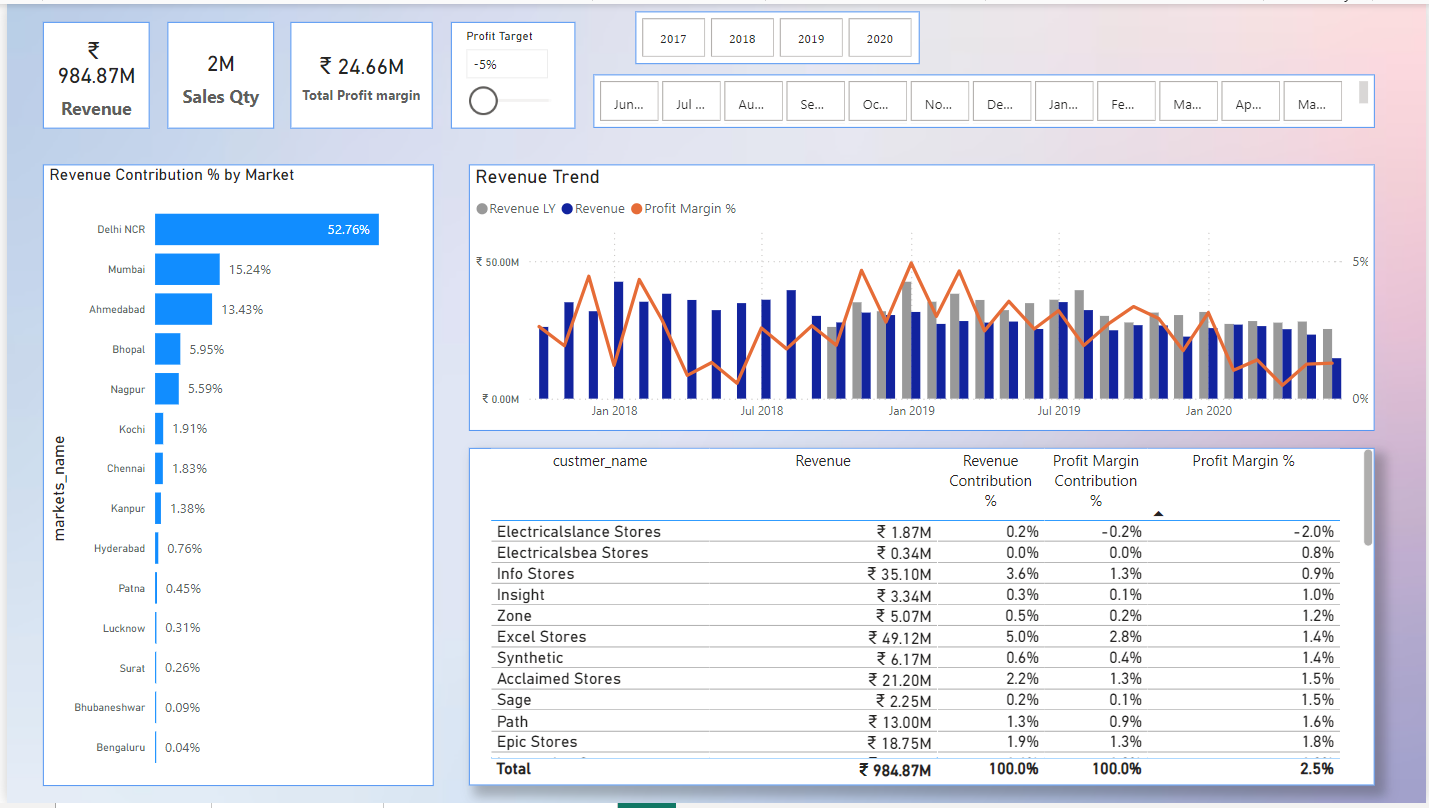 ₹
984.87M
Revenue
2M
Sales Qty
₹ 24.66M
Total Profit margin
Profit Target
-5%
2017 2018 2019 2020
Jun... Jul ... Au... Se... Oc... No... De... Jan... Fe... Ma... Ap... Ma...
Revenue Contribution % by Market
markets_name
Delhi NCR 52.76%
Mumbai 15.24%
Ahmedabad 13.43%
Bhopal 5.95%
Nagpur 5.59%
Kochi 1.91%
Chennai 1.83%
Kanpur 1.38%
Hyderabad 0.76%
Patna 0.45%
Lucknow 0.31%
Surat 0.26%
Bhubaneshwar 0.09%
Bengaluru 0.04%
Revenue Trend
Revenue LY Revenue Profit Margin %
₹ 50.00M 5%
₹ 0.00M 0%
Jan 2018 Jul 2018 Jan 2019 Jul 2019 Jan 2020
custmer_name Revenue Revenue Contribution % Profit Margin Contribution % Profit Margin %
Electricalslance Stores ₹ 1.87M 0.2% -0.2% -2.0%
Electricalsbea Stores ₹ 0.34M 0.0% 0.0% 0.8%
Info Stores ₹ 35.10M 3.6% 1.3% 0.9%
Insight ₹ 3.34M 0.3% 0.1% 1.0%
Zone ₹ 5.07M 0.5% 0.2% 1.2%
Excel Stores ₹ 49.12M 5.0% 2.8% 1.4%
Synthetic ₹ 6.17M 0.6% 0.4% 1.4%
Acclaimed Stores ₹ 21.20M 2.2% 1.3% 1.5%
Sage ₹ 2.25M 0.2% 0.1% 1.5%
Path ₹ 13.00M 1.3% 0.9% 1.6%
Epic Stores ₹ 18.75M 1.9% 1.3% 1.8%
Total ₹ 984.87M 100.0% 100.0% 2.5%